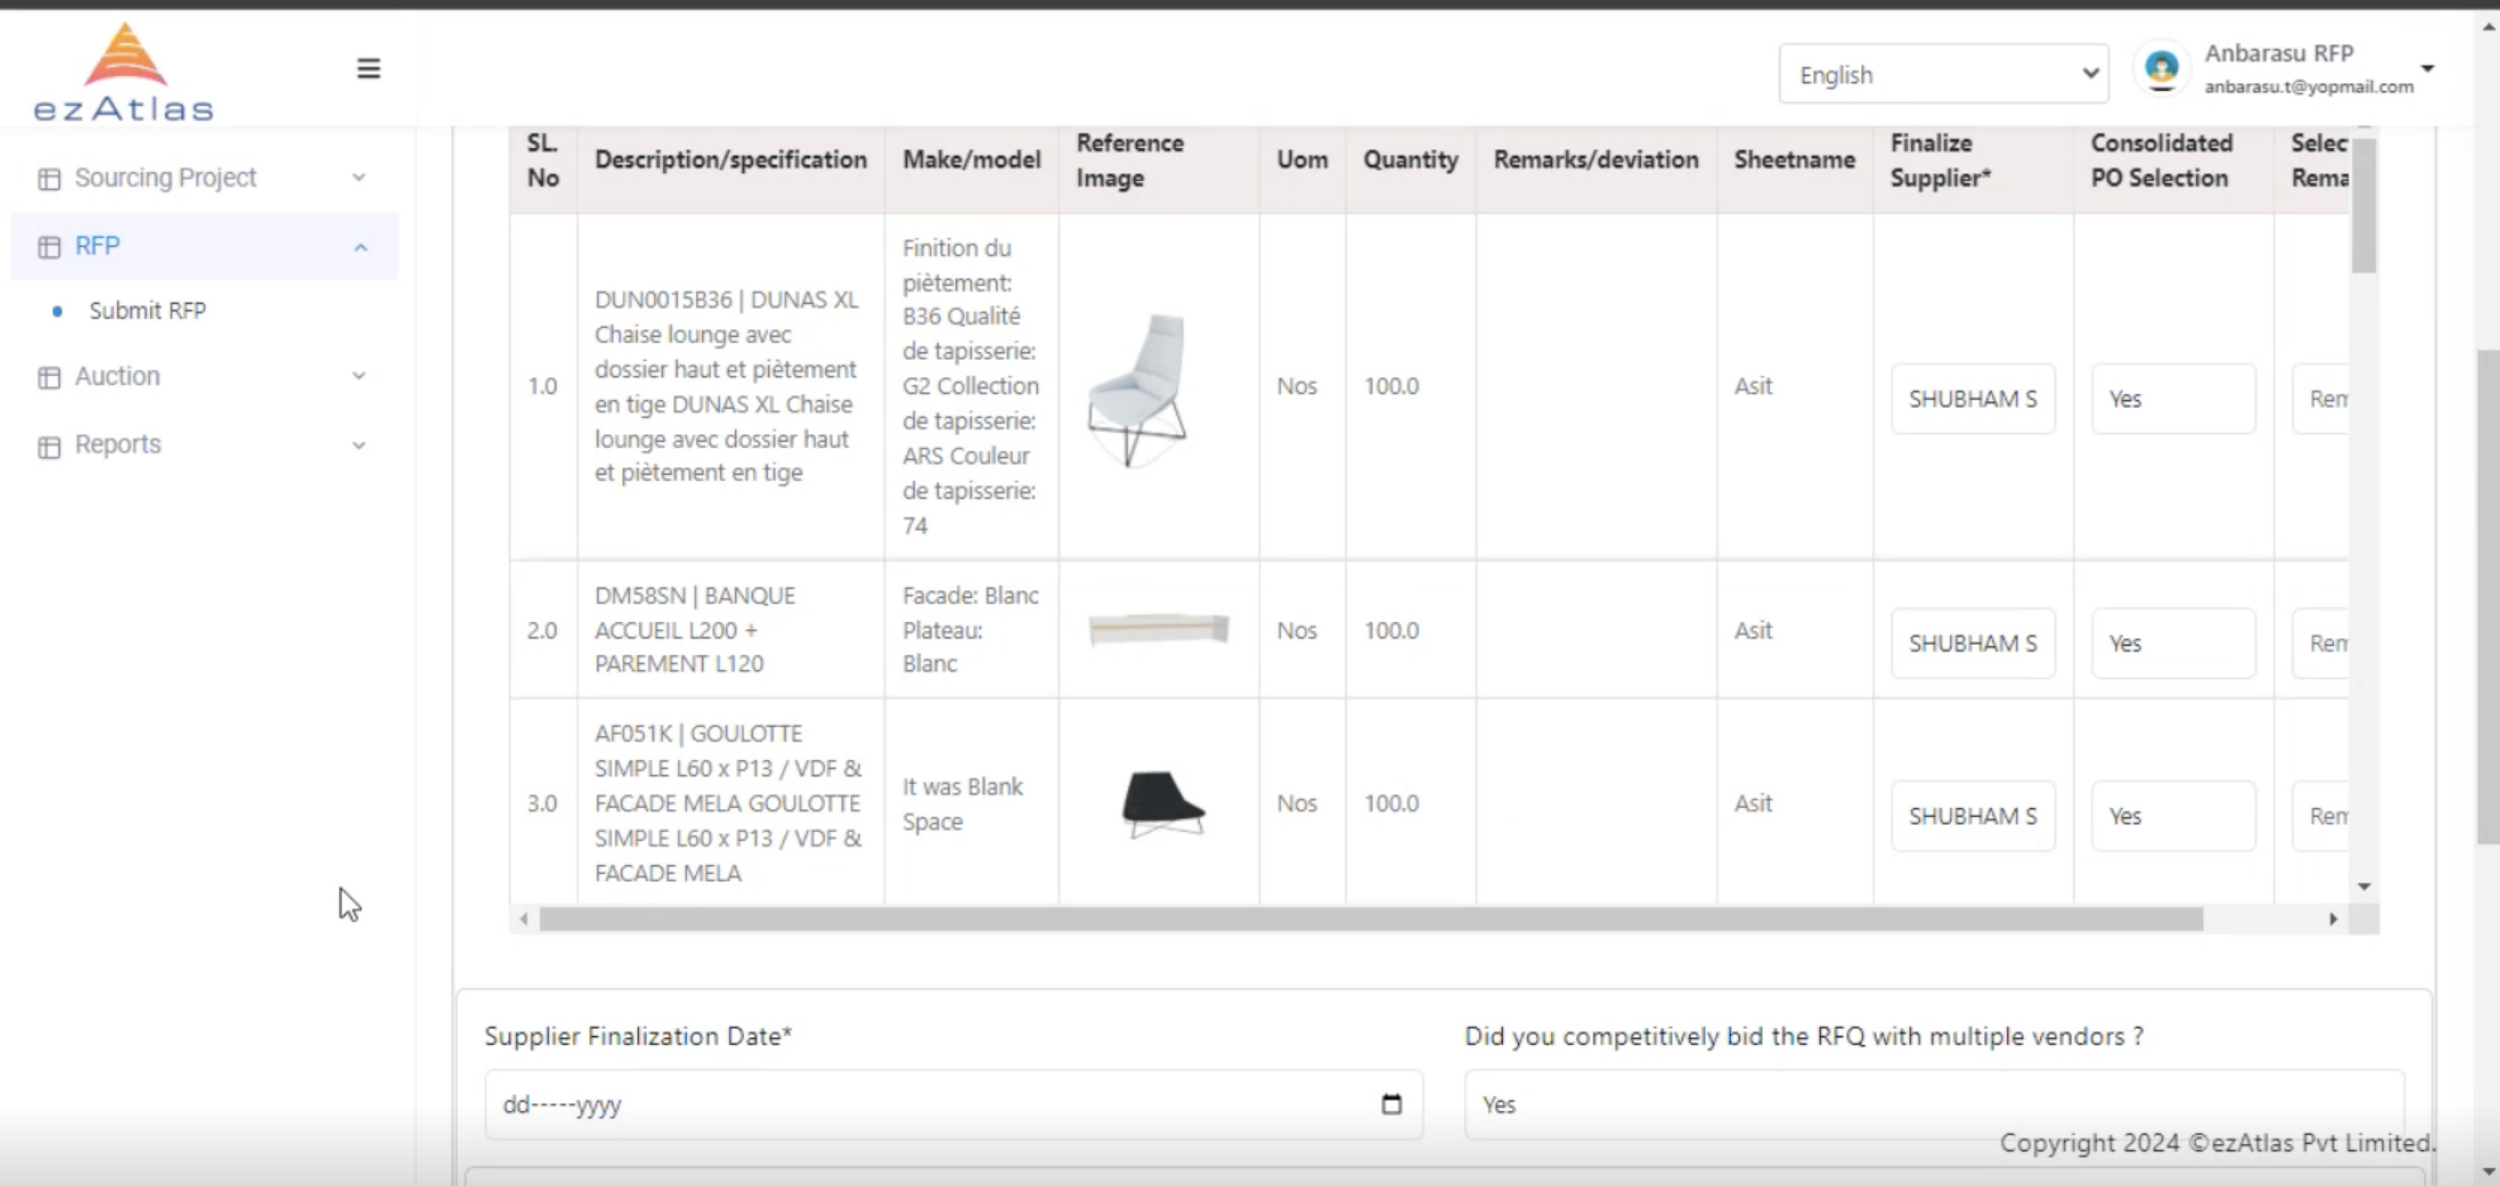 ezAtlas
English
Anbarasu RFP
anbarasu.t@yopmail.com
Sourcing Project
RFP
Submit RFP
Auction
Reports
SL. No
Description/specification
Make/model
Reference Image
Uom
Quantity
Remarks/deviation
Sheetname
Finalize Supplier*
Consolidated PO Selection
Selec
Rema
1.0
DUN0015B36 | DUNAS XL
Chaise lounge avec
dossier haut et piètement
en tige DUNAS XL Chaise
lounge avec dossier haut
et piètement en tige
Finition du
piètement:
B36 Qualité
de tapisserie:
G2 Collection
de tapisserie:
ARS Couleur
de tapisserie:
74
Nos
100.0
Asit
SHUBHAM S
Yes
Rem
2.0
DM58SN | BANQUE
ACCUEIL L200 +
PAREMENT L120
Facade: Blanc
Plateau:
Blanc
Nos
100.0
Asit
SHUBHAM S
Yes
Rem
3.0
AF051K | GOULOTTE
SIMPLE L60 x P13 / VDF &
FACADE MELA GOULOTTE
SIMPLE L60 x P13 / VDF &
FACADE MELA
It was Blank
Space
Nos
100.0
Asit
SHUBHAM S
Yes
Rem
Supplier Finalization Date*
dd-----yyyy
Did you competitively bid the RFQ with multiple vendors ?
Yes
Copyright 2024 ©ezAtlas Pvt Limited.